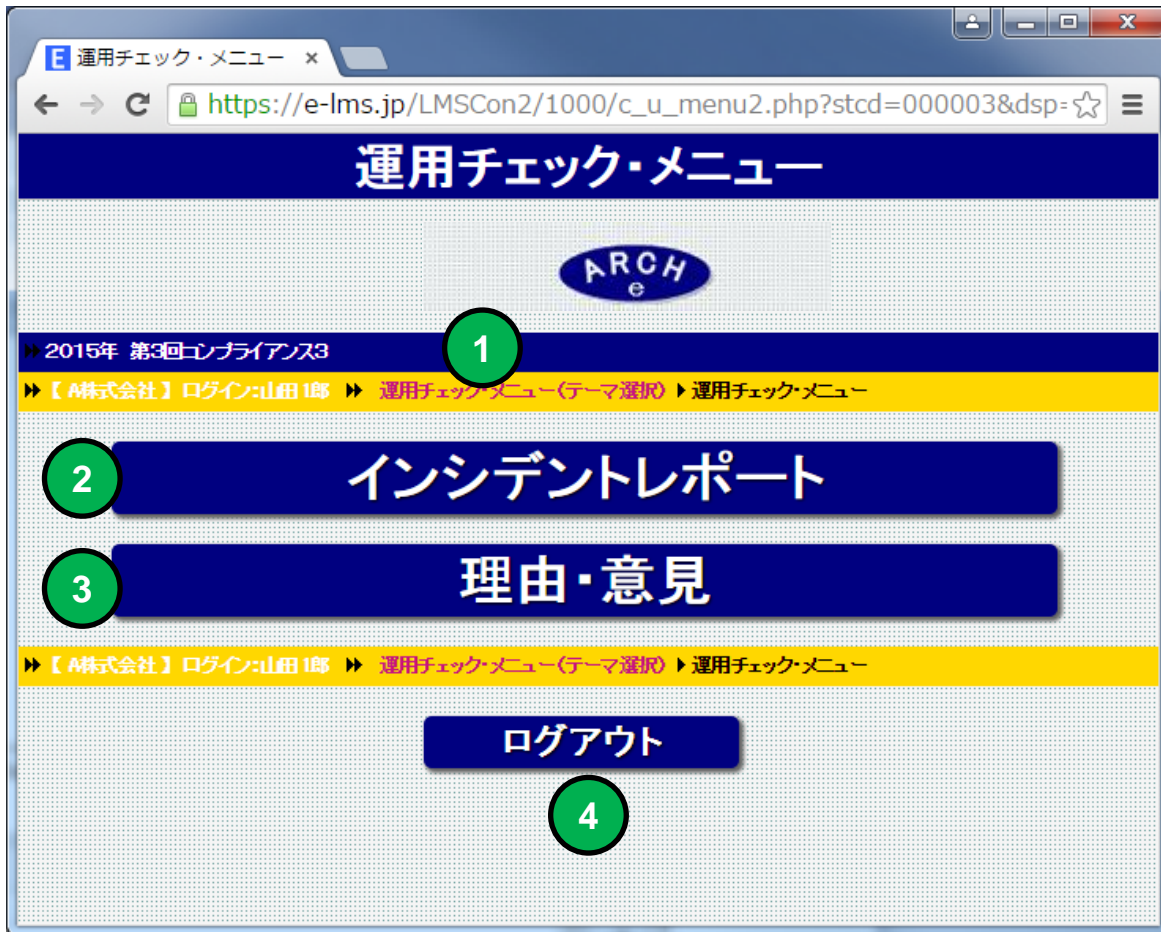 運用チェック・メニュー ×
https://e-lms.jp/LMSCon2/1000/c_u_menu2.php?stcd=000003&dsp=
運用チェック・メニュー
ARCH
e
2015年 第3回コンプライアンス3
1
【 A株式会社 】 ログイン:山田1郎 運用チェック・メニュー(テーマ選択) 運用チェック・メニュー
2
インシデントレポート
3
理由・意見
【 A株式会社 】 ログイン:山田1郎 運用チェック・メニュー(テーマ選択) 運用チェック・メニュー
ログアウト
4